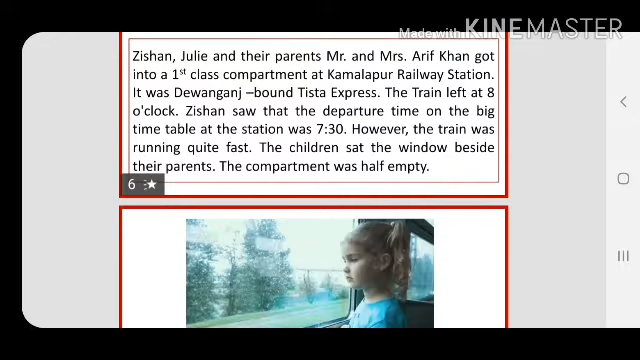 Made with KINEMASTER
Zishan, Julie and their parents Mr. and Mrs. Arif Khan got
into a 1st class compartment at Kamalapur Railway Station.
It was Dewanganj –bound Tista Express. The Train left at 8
o'clock. Zishan saw that the departure time on the big
time table at the station was 7:30. However, the train was
running quite fast. The children sat the window beside
their parents. The compartment was half empty.
6